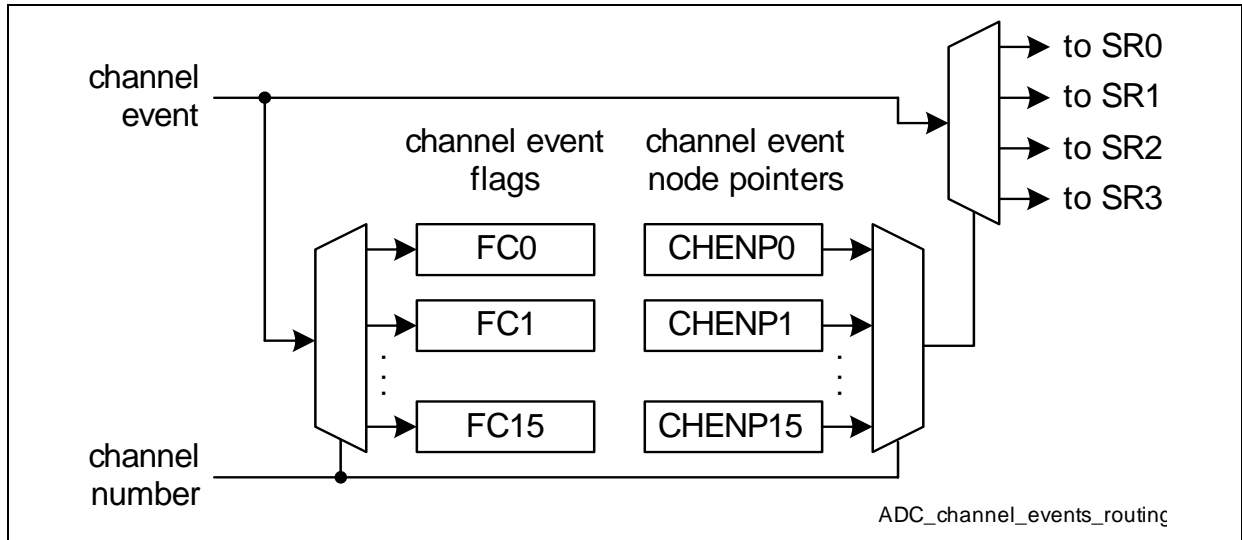 channel
event
to SR0
to SR1
to SR2
to SR3
channel event
flags
channel event
node pointers
FC0
CHENP0
FC1
CHENP1
FC15
CHENP15
channel
number
ADC_channel_events_routing